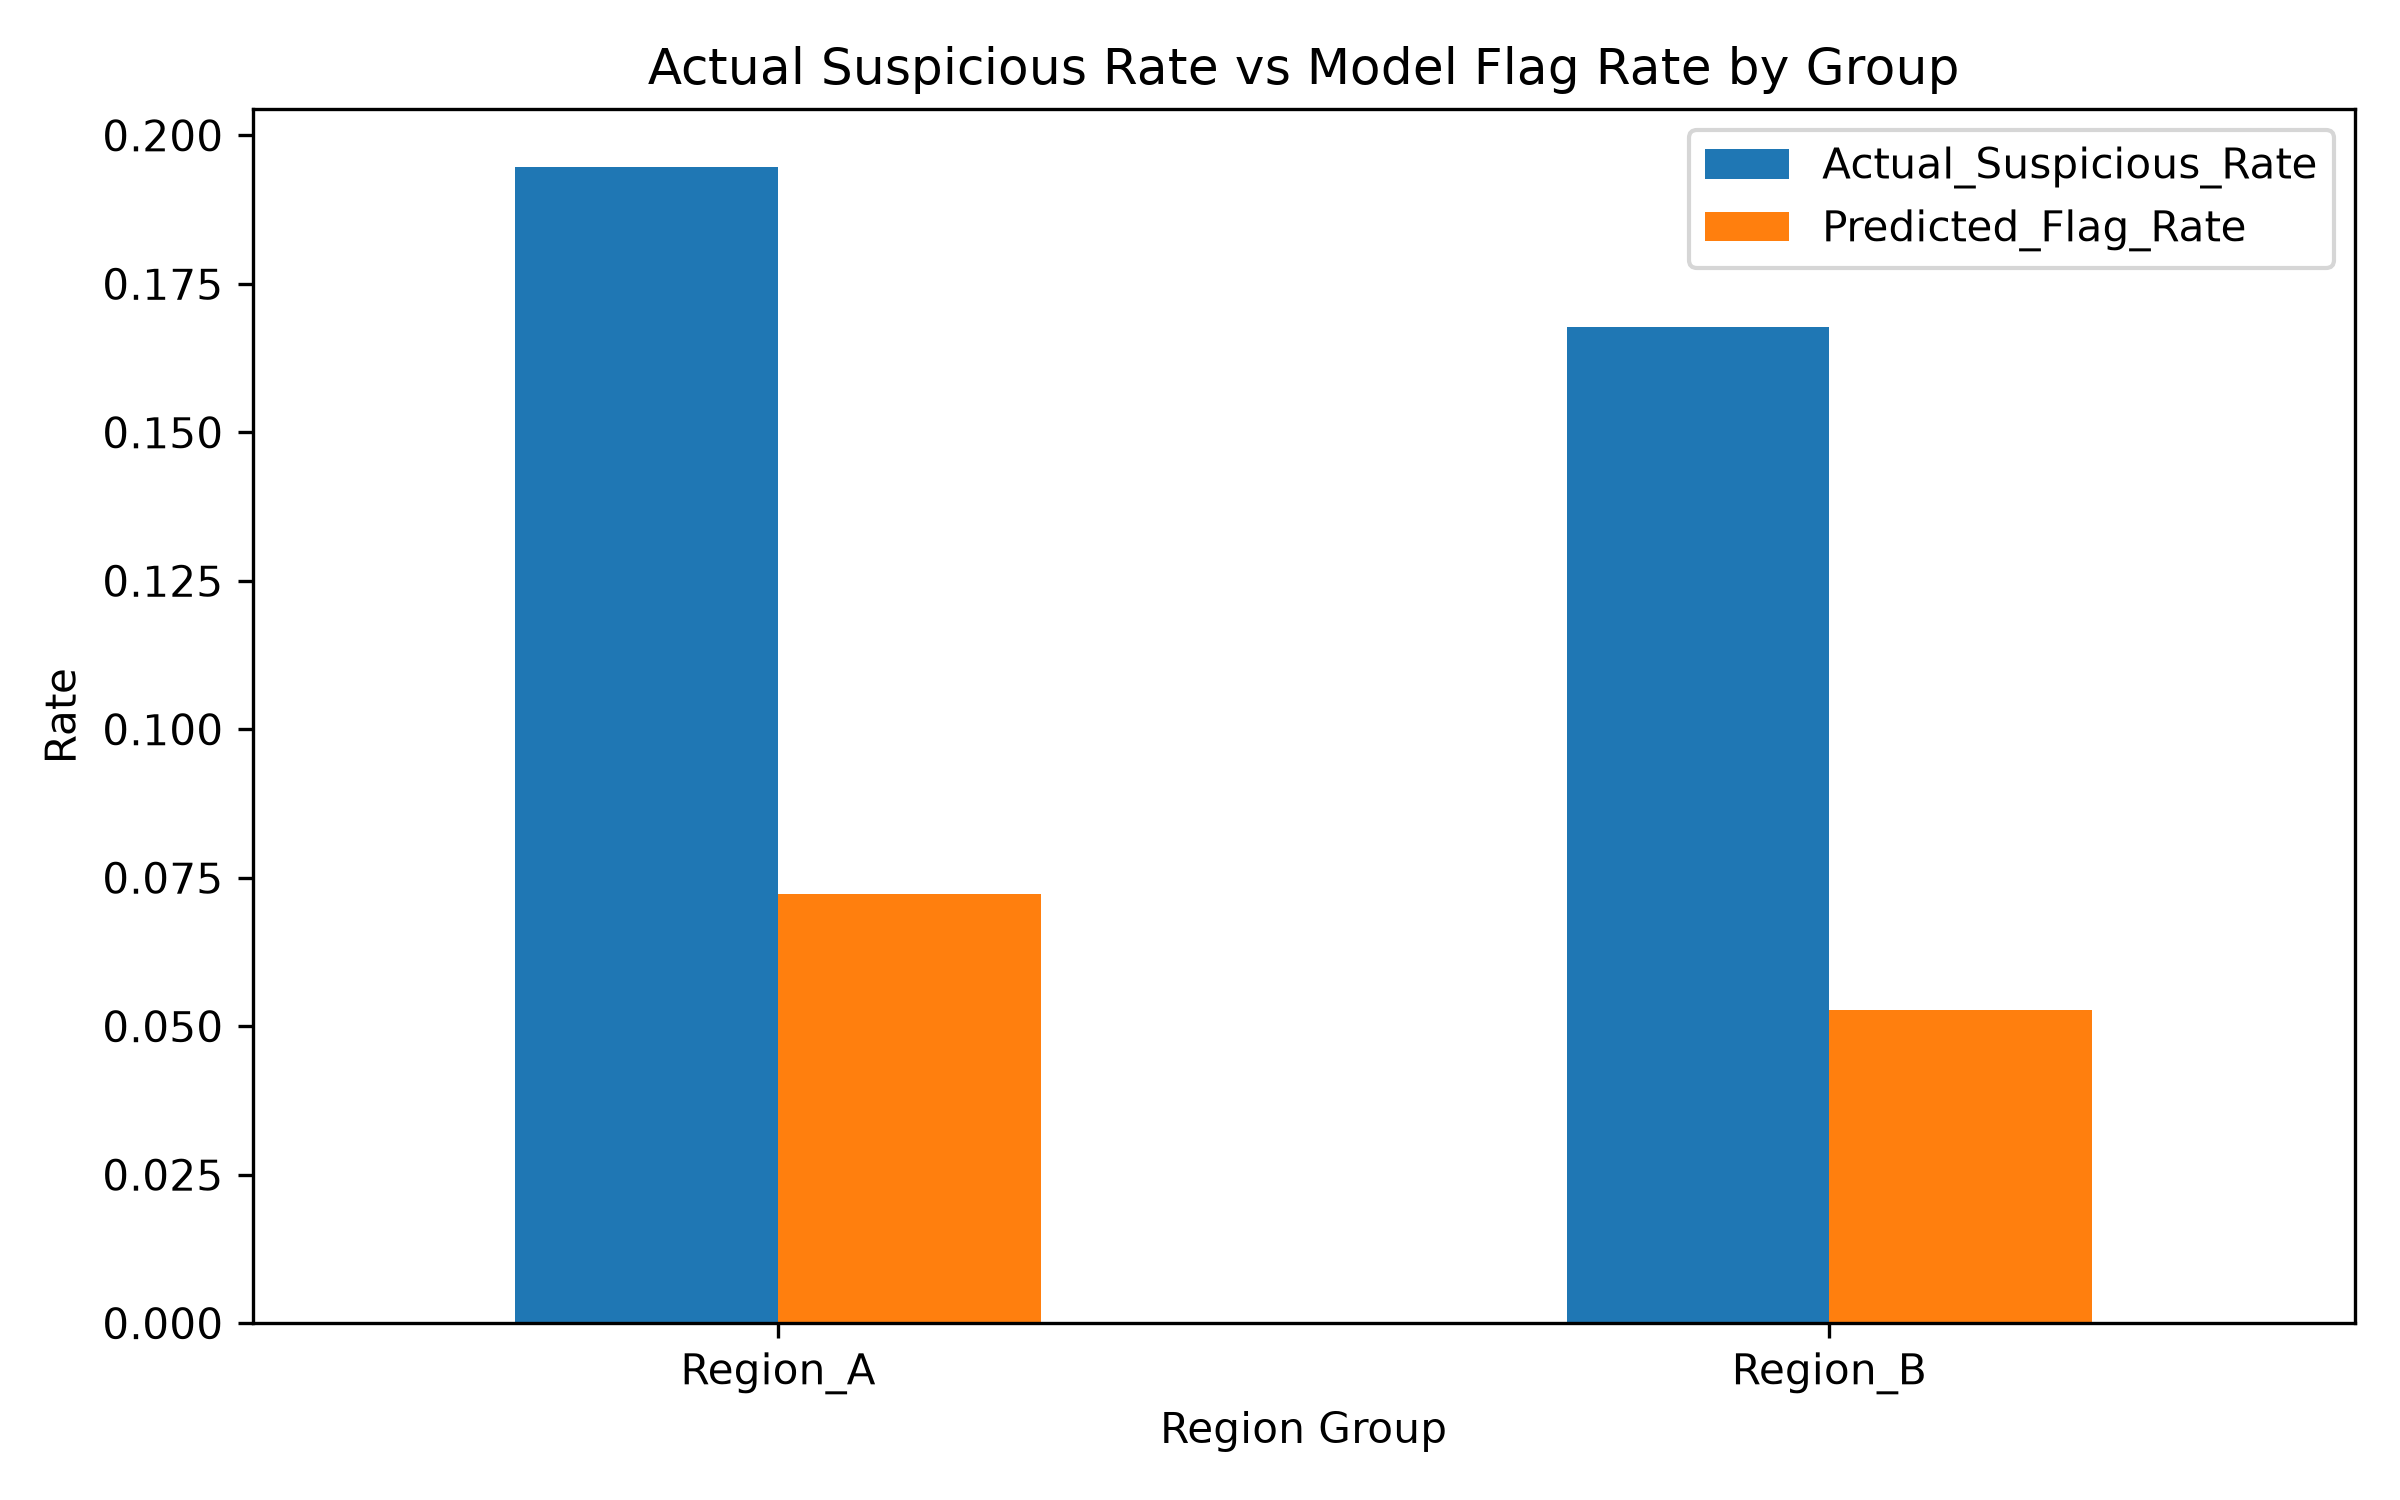 Actual Suspicious Rate vs Model Flag Rate by Group
Actual_Suspicious_Rate
Predicted_Flag_Rate
0.200
0.175
0.150
0.125
0.100
0.075
0.050
0.025
0.000
Rate
Region_A
Region_B
Region Group